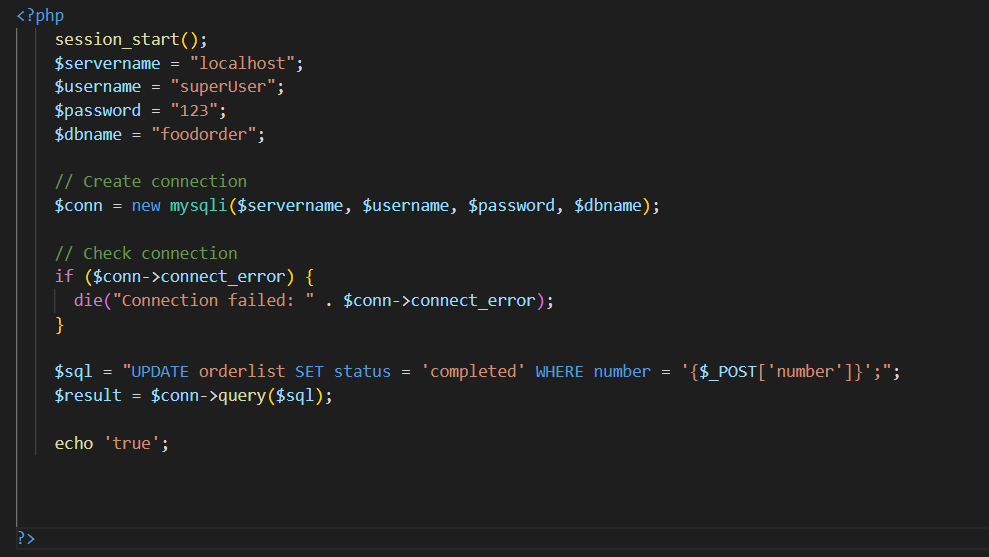 <?php
session_start();
$servername = "localhost";
$username = "superUser";
$password = "123";
$dbname = "foodorder";
// Create connection
$conn = new mysqli($servername, $username, $password, $dbname);
// Check connection
if ($conn->connect_error) {
die("Connection failed: " . $conn->connect_error);
}
$sql = "UPDATE orderlist SET status = 'completed' WHERE number = '{$_POST['number']}';";
$result = $conn->query($sql);
echo 'true';
?>